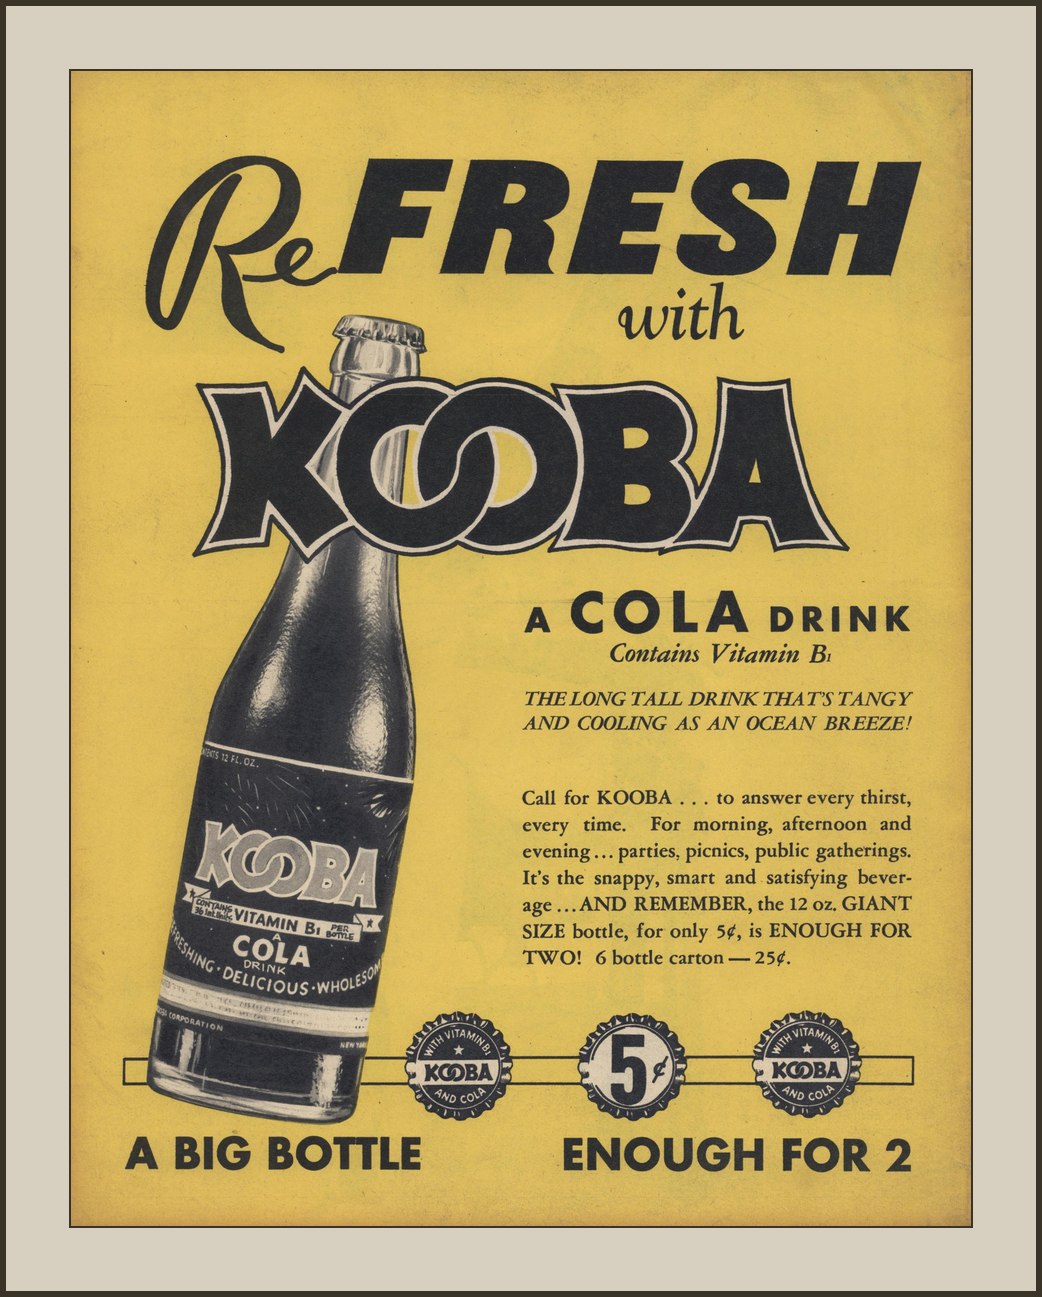 ReFRESH
with
KOOBA
A COLA DRINK
Contains Vitamin B1
THE LONG TALL DRINK THAT'S TANGY
AND COOLING AS AN OCEAN BREEZE!
Call for KOOBA . . . to answer every thirst,
every time. For morning, afternoon and
evening . . . parties, picnics, public gatherings.
It's the snappy, smart and satisfying bever-
age . . . AND REMEMBER, the 12 oz. GIANT
SIZE bottle, for only 5¢, is ENOUGH FOR
TWO! 6 bottle carton — 25¢.
12 FL. OZ.
KOOBA
CONTAINS
36 Int. Units
VITAMIN B1
PER
BOTTLE
A
COLA
DRINK
DELICIOUS
CORPORATION
NEW
WITH VITAMIN B1
KOOBA
AND COLA
5¢
WITH VITAMIN B1
KOOBA
AND COLA
A BIG BOTTLE
ENOUGH FOR 2